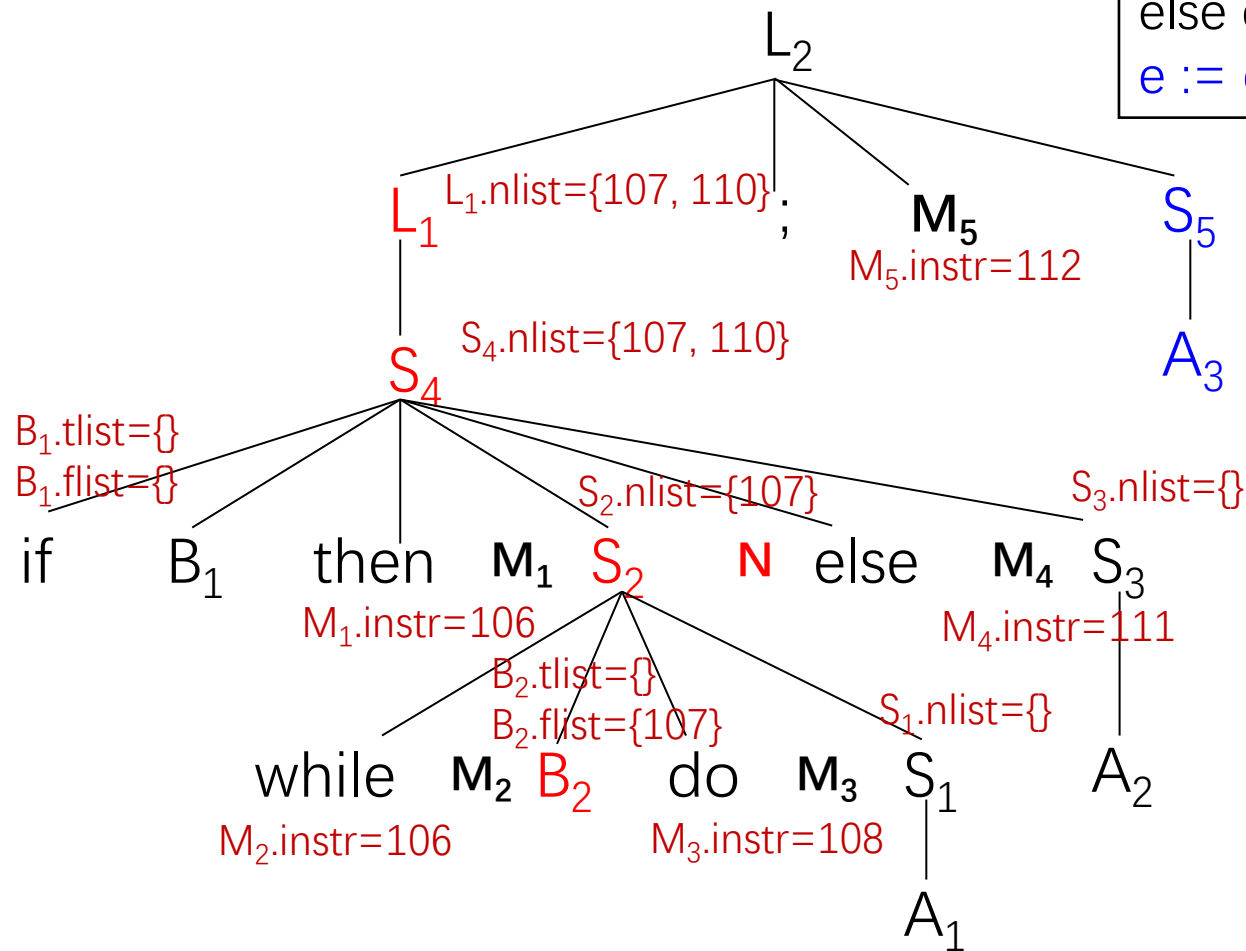 else
e :=
L₂
L₁ L₁.nlist={107, 110} ; M₅ S₅
M₅.instr=112
S₄.nlist={107, 110}
S₄ A₃
B₁.tlist={}
B₁.flist={} S₂.nlist={107} S₃.nlist={}
if B₁ then M₁ S₂ N else M₄ S₃
M₁.instr=106 M₄.instr=111
B₂.tlist={}
B₂.flist={107} S₁.nlist={}
while M₂ B₂ do M₃ S₁ A₂
M₂.instr=106 M₃.instr=108
A₁